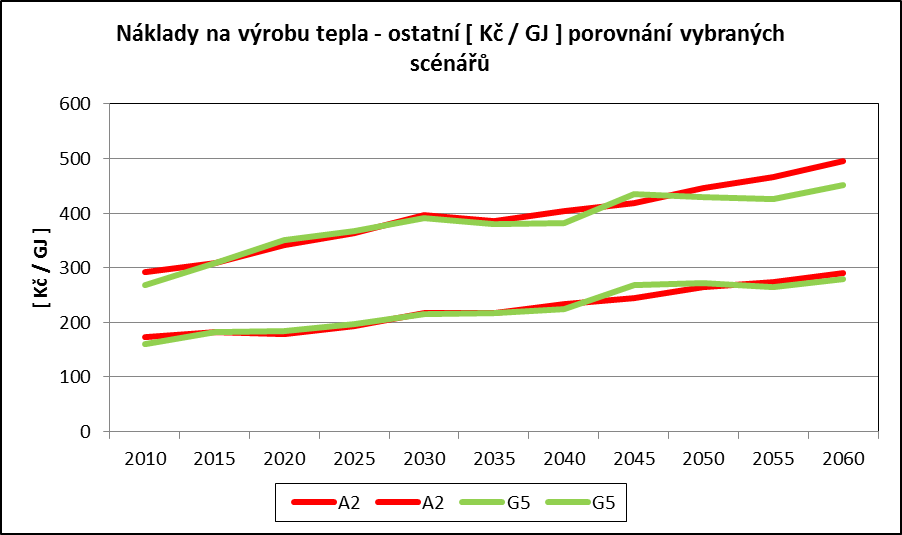 Náklady na výrobu tepla - ostatní [ Kč / GJ ] porovnání vybraných
scénářů
[ Kč / GJ ]
600
500
400
300
200
100
0
2010 2015 2020 2025 2030 2035 2040 2045 2050 2055 2060
A2 A2 G5 G5